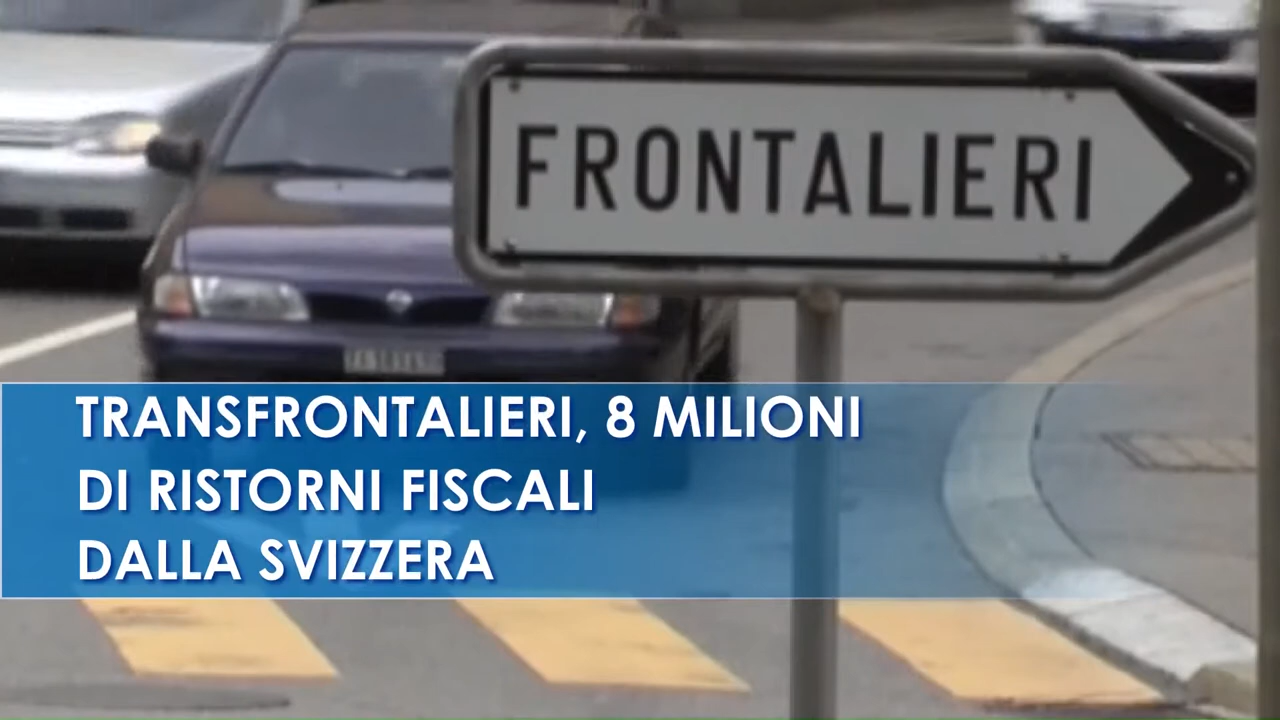 FRONTALIERI
TRANSFRONTALIERI, 8 MILIONI
DI RISTORNI FISCALI
DALLA SVIZZERA